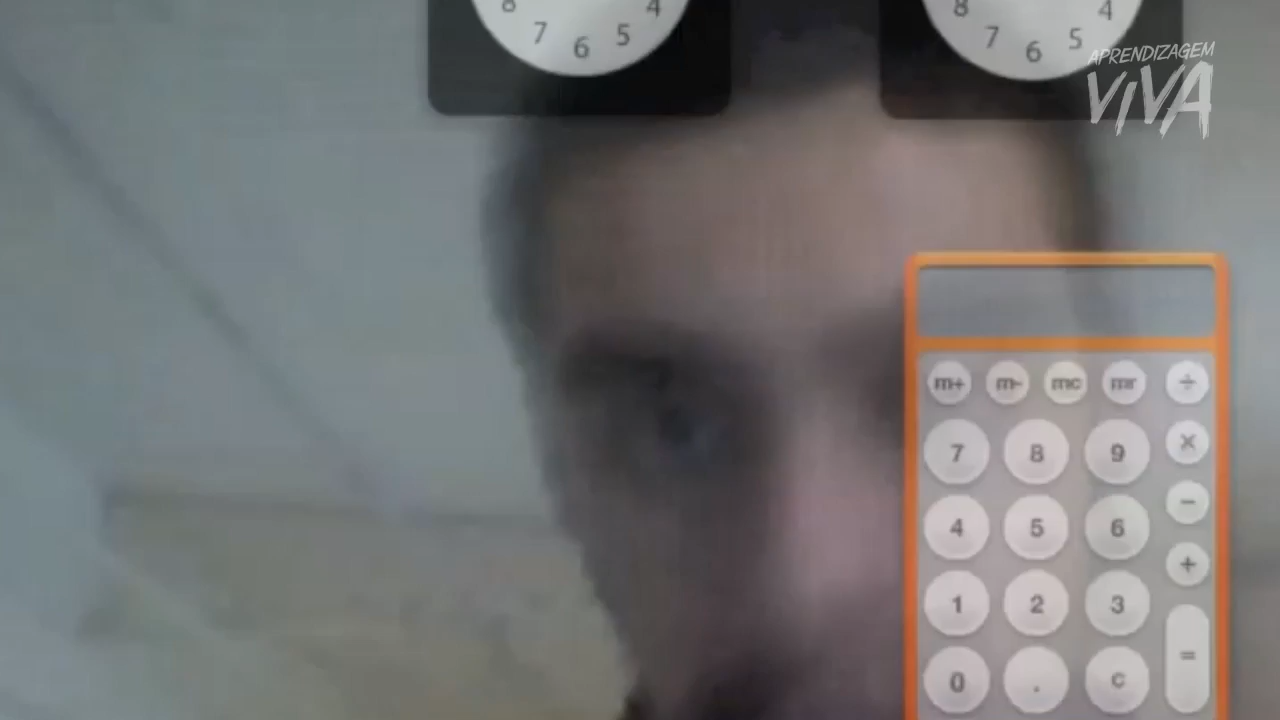 8 4
7 6 5
8 4
7 6 5
APRENDIZAGEM
ViVA
m+ m- mc mr ÷
7 8 9 ×
4 5 6 −
1 2 3 +
0 . c =